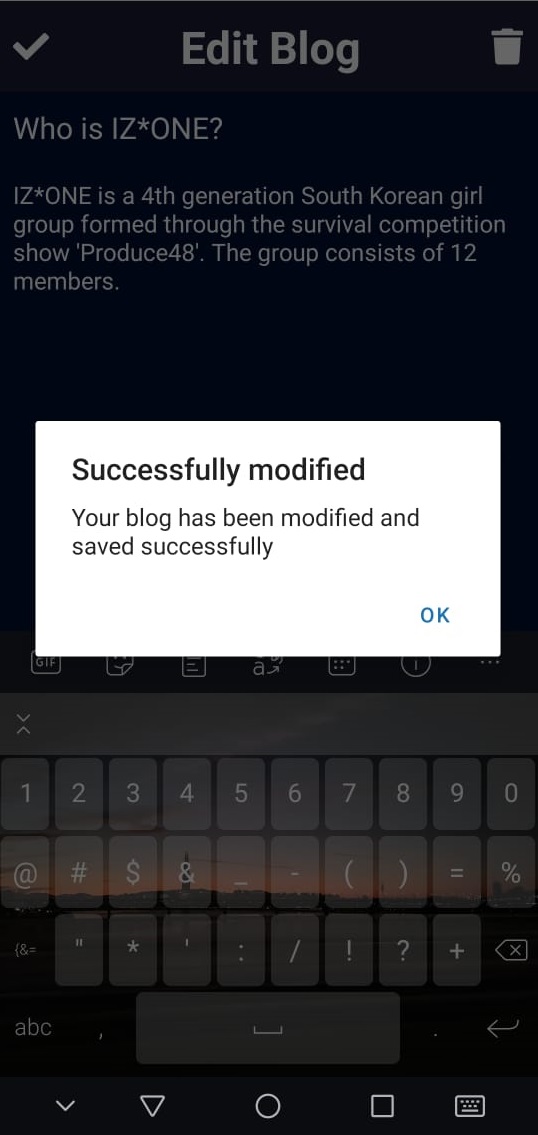 Edit Blog
Who is IZ*ONE?
IZ*ONE is a 4th generation South Korean girl
group formed through the survival competition
show 'Produce48'. The group consists of 12
members.
Successfully modified
Your blog has been modified and
saved successfully
OK
GIF
1 2 3 4 5 6 7 8 9 0
@ # $ & _ - ( ) = %
{&= " * ' : / ! ? +
abc , .